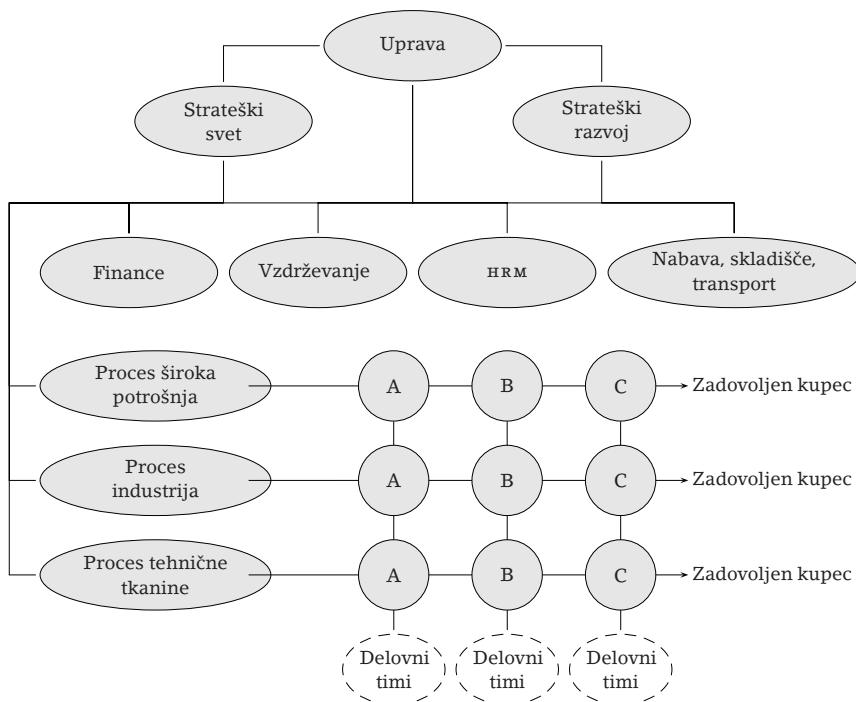 Uprava
Strateški
svet
Strateški
razvoj
Finance
Vzdrževanje
HRM
Nabava, skladišče,
transport
Proces široka
potrošnja
A
B
C
Zadovoljen kupec
Proces
industrija
A
B
C
Zadovoljen kupec
Proces tehnične
tkanine
A
B
C
Zadovoljen kupec
Delovni
timi
Delovni
timi
Delovni
timi